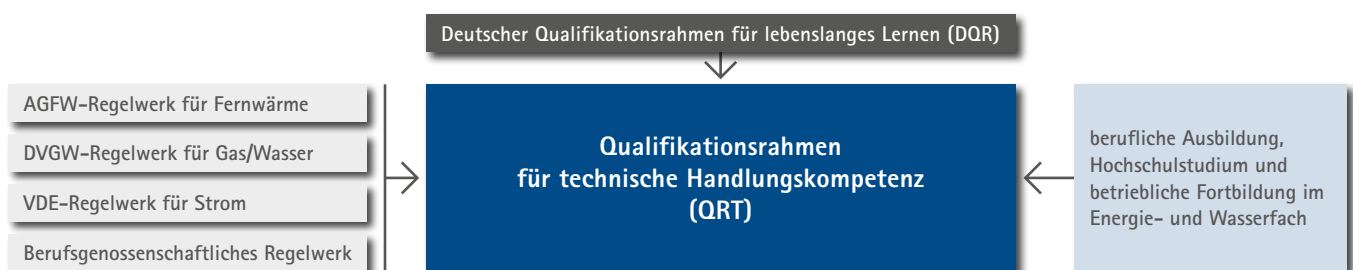 Deutscher Qualifikationsrahmen für lebenslanges Lernen (DQR)
AGFW-Regelwerk für Fernwärme
DVGW-Regelwerk für Gas/Wasser
VDE-Regelwerk für Strom
Berufsgenossenschaftliches Regelwerk
Qualifikationsrahmen
für technische Handlungskompetenz
(QRT)
berufliche Ausbildung,
Hochschulstudium und
betriebliche Fortbildung im
Energie- und Wasserfach